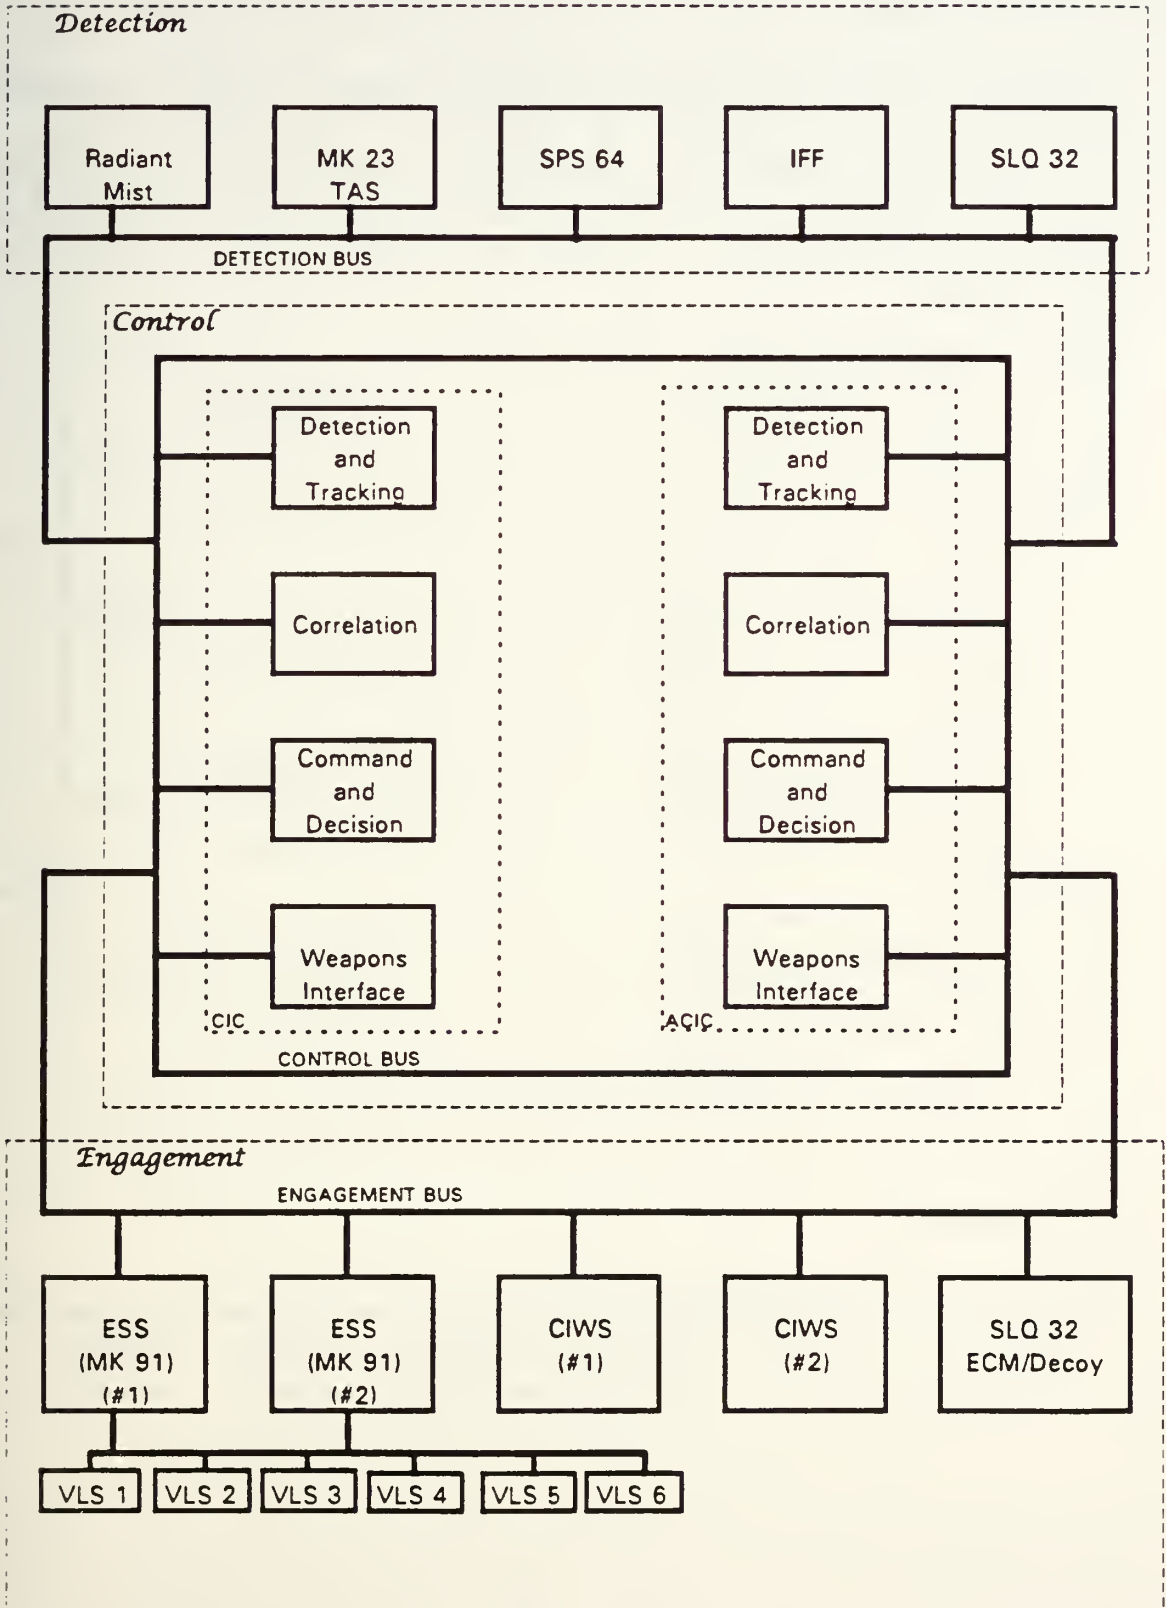 Detection
Radiant
Mist
MK 23
TAS
SPS 64
IFF
SLQ 32
DETECTION BUS
Control
Detection
and
Tracking
Detection
and
Tracking
Correlation
Correlation
Command
and
Decision
Command
and
Decision
Weapons
Interface
Weapons
Interface
CIC
ACIC
CONTROL BUS
Engagement
ENGAGEMENT BUS
ESS
(MK 91)
(#1)
ESS
(MK 91)
(#2)
CIWS
(#1)
CIWS
(#2)
SLQ 32
ECM/Decoy
VLS 1
VLS 2
VLS 3
VLS 4
VLS 5
VLS 6